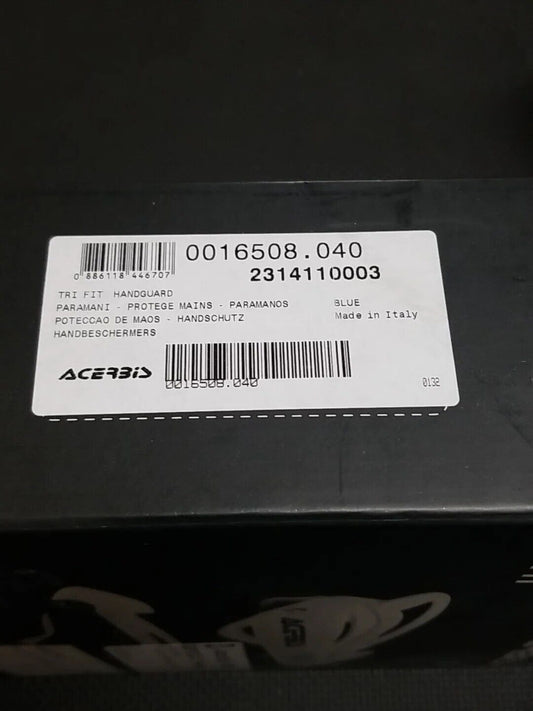 0016508.040
0 886118 446707
2314110003
TRI FIT HANDGUARD
PARAMANI - PROTEGE MAINS - PARAMANOS
BLUE
POTECCAO DE MAOS - HANDSCHUTZ
Made in Italy
HANDBESCHERMERS
ACERBIS
0016508.040
0132